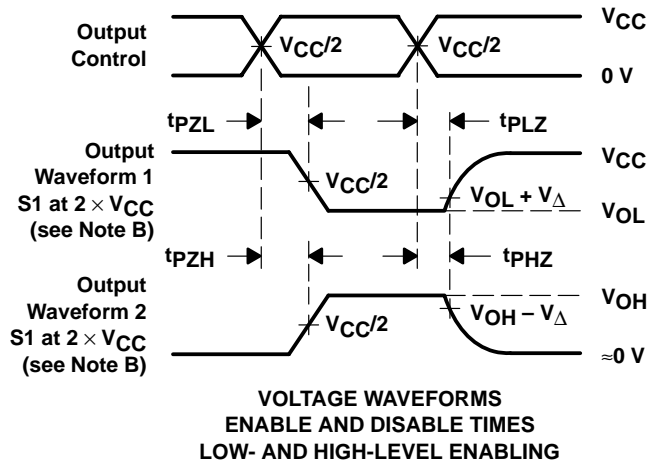 Output
Control
VCC/2
VCC/2
VCC
0 V
tPZL
tPLZ
Output
Waveform 1
S1 at 2 × VCC
(see Note B)
VCC/2
VCC
VOL + VΔ
VOL
tPZH
tPHZ
Output
Waveform 2
S1 at 2 × VCC
(see Note B)
VCC/2
VOH
VOH − VΔ
≈0 V
VOLTAGE WAVEFORMS
ENABLE AND DISABLE TIMES
LOW- AND HIGH-LEVEL ENABLING